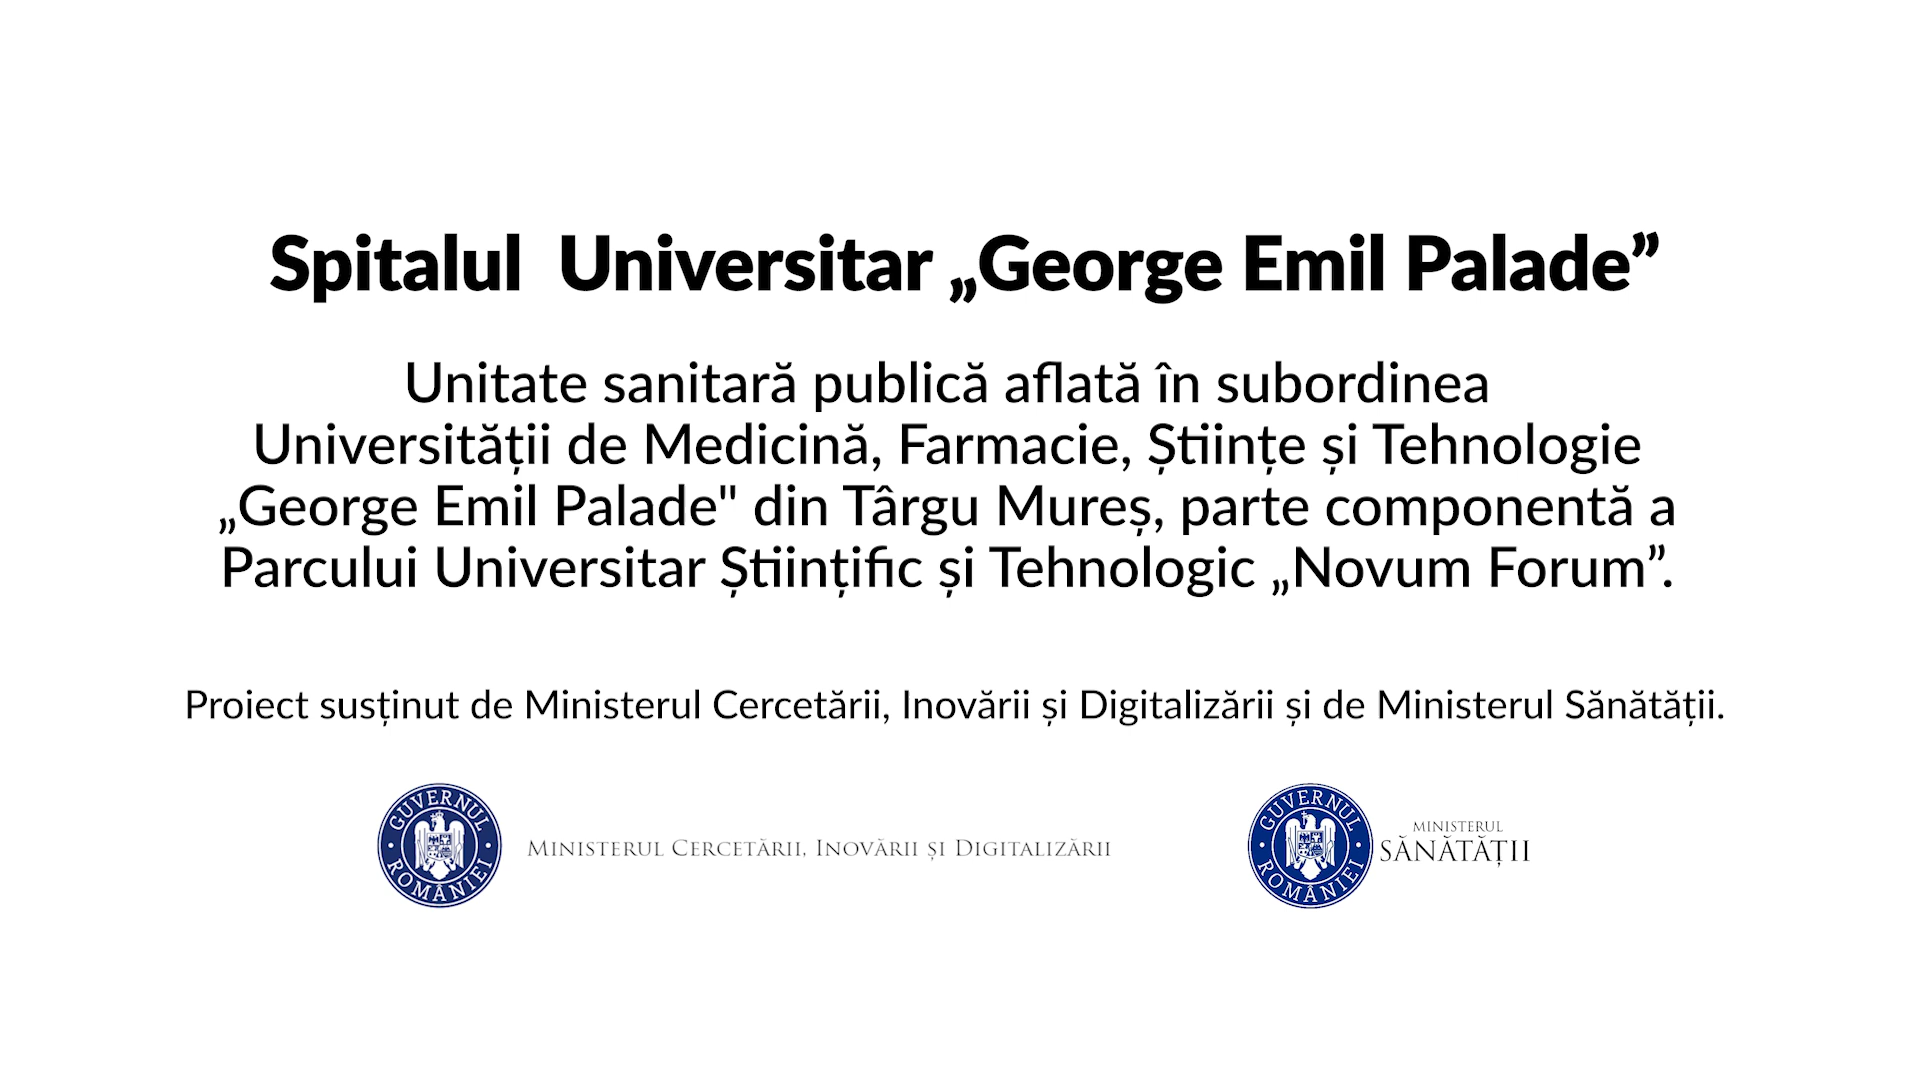 Spitalul  Universitar „George Emil Palade”
Unitate sanitară publică aflată în subordinea
Universității de Medicină, Farmacie, Științe și Tehnologie
„George Emil Palade" din Târgu Mureș, parte componentă a
Parcului Universitar Științific și Tehnologic „Novum Forum”.
Proiect susținut de Ministerul Cercetării, Inovării și Digitalizării și de Ministerul Sănătății.
GUVERNUL ROMÂNIEI
Ministerul Cercetării, Inovării și Digitalizării
GUVERNUL ROMÂNIEI
MINISTERUL
SĂNĂTĂȚII